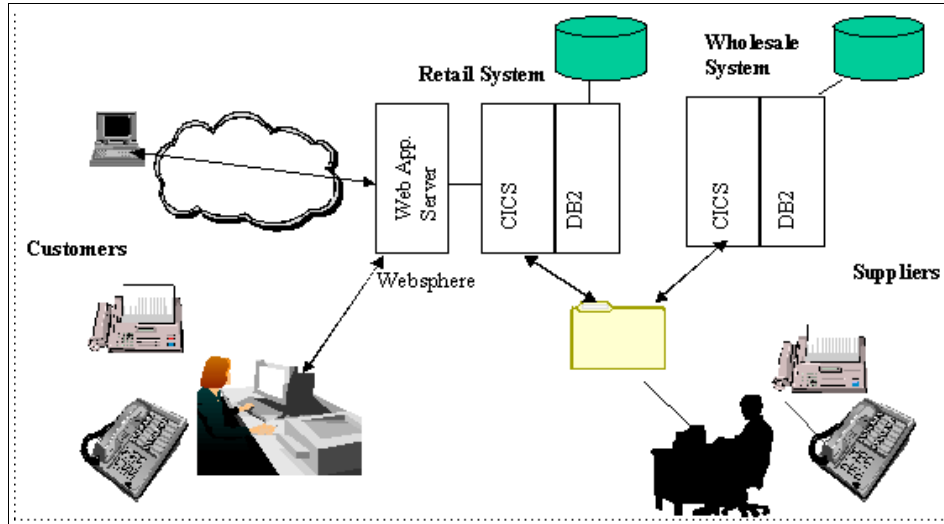 Retail System
Wholesale
System
Web App.
Server
CICS
DB2
CICS
DB2
Customers
Websphere
Suppliers